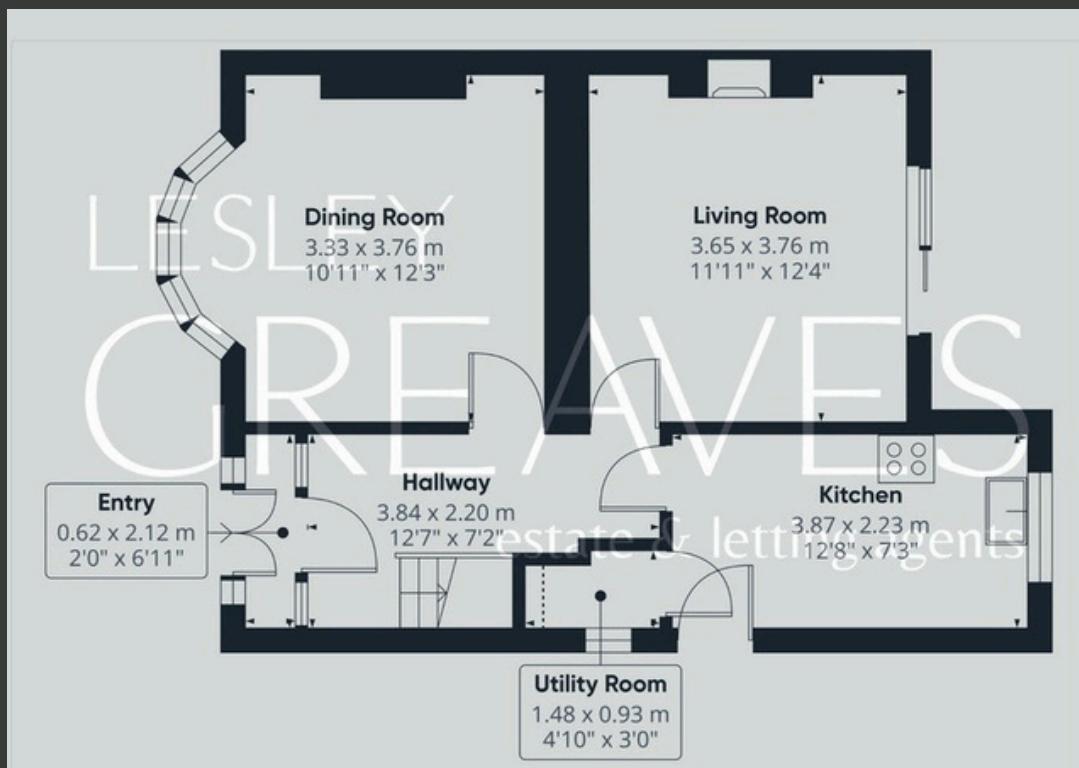 LESLEY
GREAVES
estate & letting agents
Dining Room
3.33 x 3.76 m
10'11" x 12'3"
Living Room
3.65 x 3.76 m
11'11" x 12'4"
Entry
0.62 x 2.12 m
2'0" x 6'11"
Hallway
3.84 x 2.20 m
12'7" x 7'2"
Kitchen
3.87 x 2.23 m
12'8" x 7'3"
Utility Room
1.48 x 0.93 m
4'10" x 3'0"